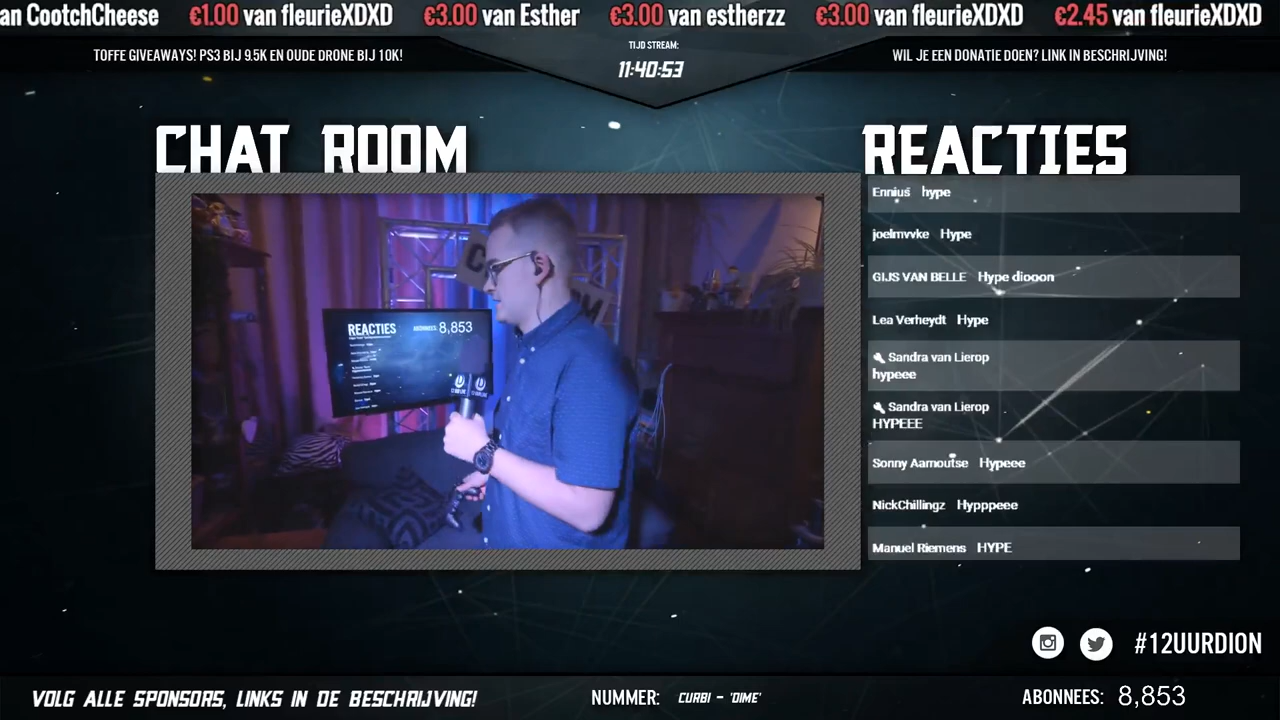 an CootchCheese €1.00 van fleurieXDXD €3.00 van Esther €3.00 van estherzz €3.00 van fleurieXDXD €2.45 van fleurieXDXD
TOFFE GIVEAWAYS! PS3 BIJ 9.5K EN OUDE DRONE BIJ 10K!
TIJD STREAM:
11:40:53
WIL JE EEN DONATIE DOEN? LINK IN BESCHRIJVING!
CHAT ROOM
REACTIES
Ennius hype
joelmvvke Hype
GIJS VAN BELLE Hype diooon
Lea Verheydt Hype
Sandra van Lierop
hypeee
Sandra van Lierop
HYPEEE
Sonny Aarnoutse Hypeee
NickChillingz Hypppeee
Manuel Riemens HYPE
REACTIES ABONNEES: 8,853
#12UURDION
VOLG ALLE SPONSORS, LINKS IN DE BESCHRIJVING!
NUMMER: CURBI - 'DIME'
ABONNEES: 8,853